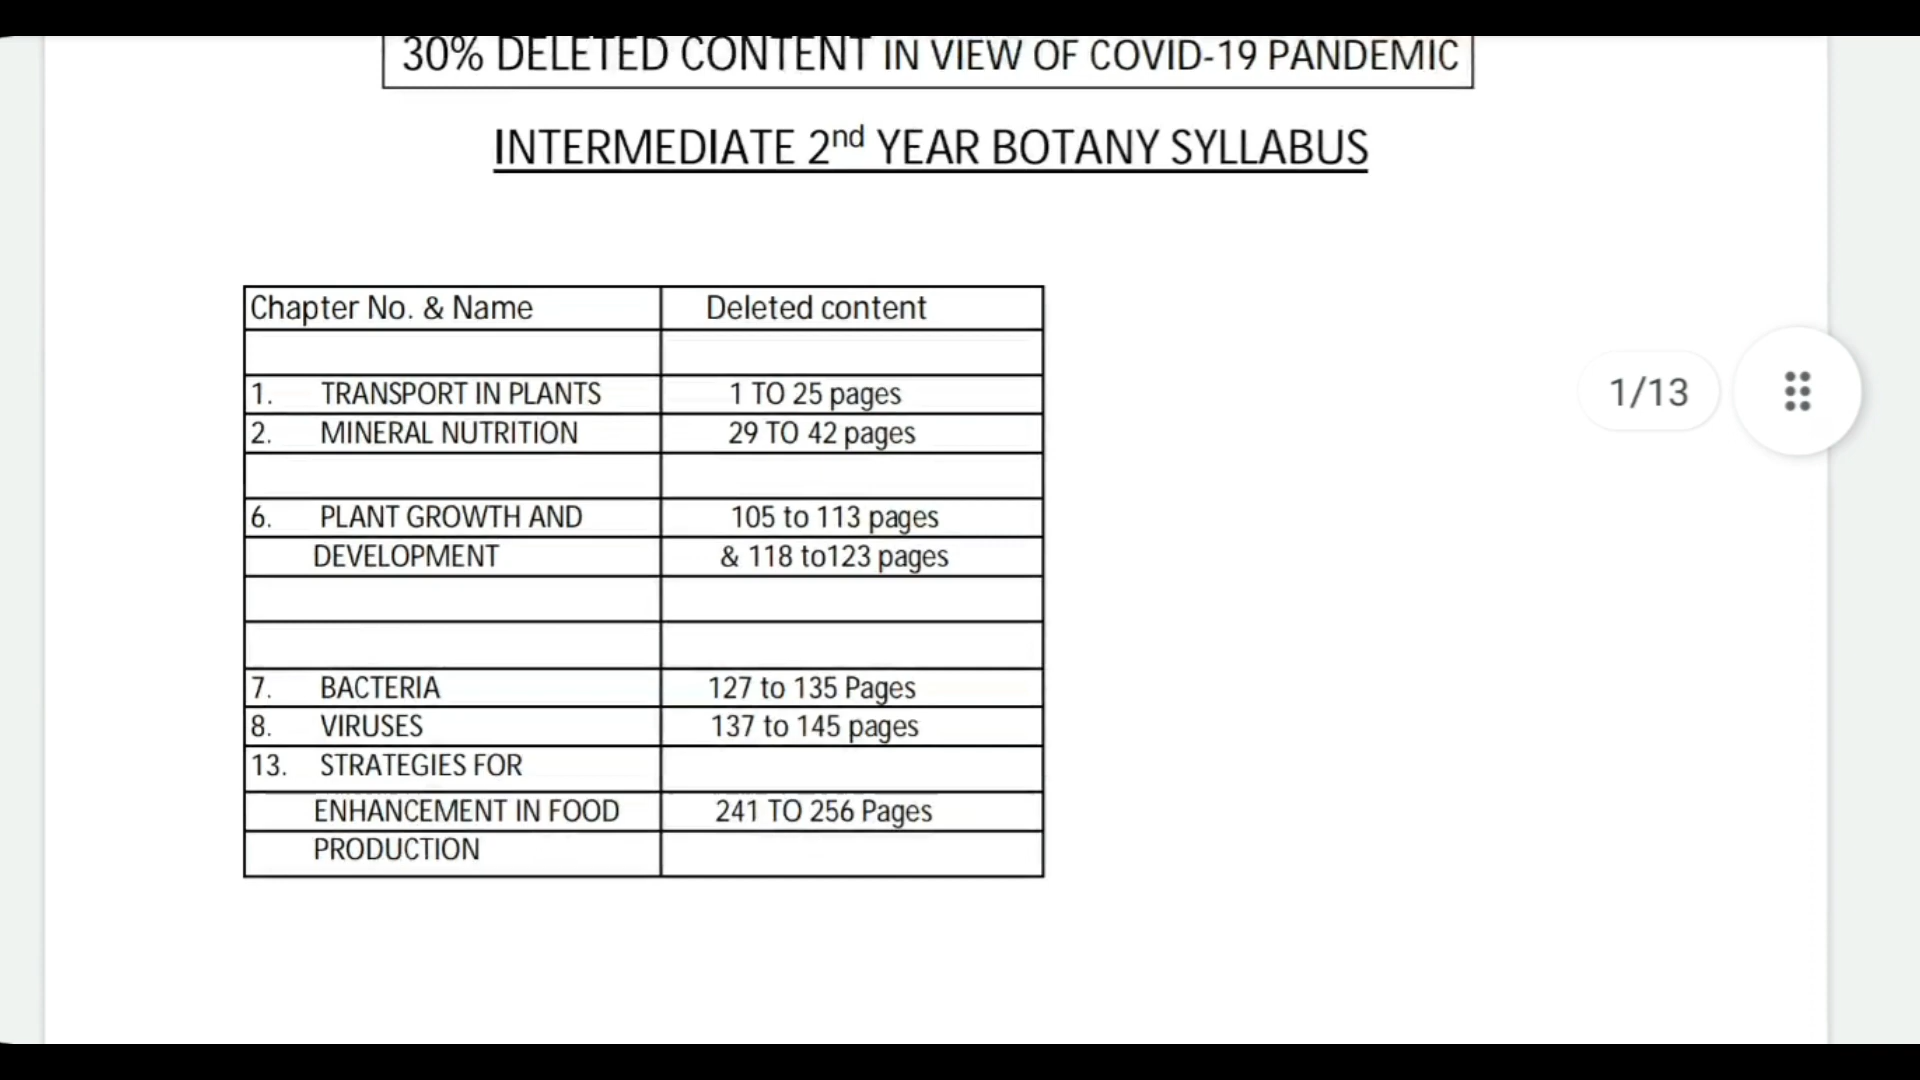 30% DELETED CONTENT IN VIEW OF COVID-19 PANDEMIC
INTERMEDIATE 2nd YEAR BOTANY SYLLABUS
Chapter No. & Name Deleted content
1. TRANSPORT IN PLANTS 1 TO 25 pages
2. MINERAL NUTRITION 29 TO 42 pages
6. PLANT GROWTH AND 105 to 113 pages
DEVELOPMENT & 118 to123 pages
7. BACTERIA 127 to 135 Pages
8. VIRUSES 137 to 145 pages
13. STRATEGIES FOR
ENHANCEMENT IN FOOD 241 TO 256 Pages
PRODUCTION
1/13